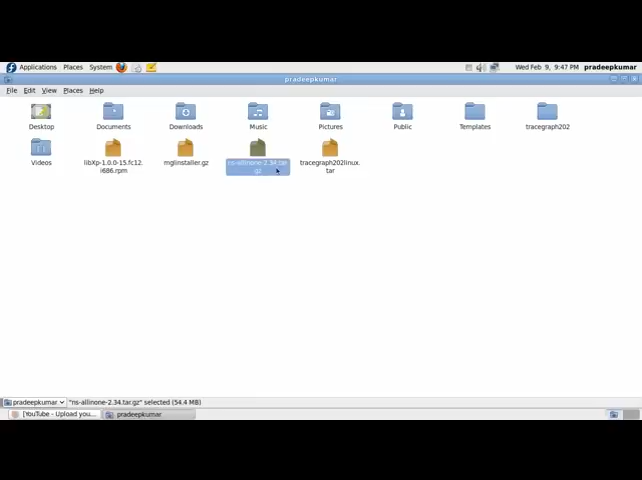 Applications Places System Wed Feb 9, 9:47 PM pradeepkumar
pradeepkumar
File Edit View Places Help
Desktop Documents Downloads Music Pictures Public Templates tracegraph202
Videos libXp-1.0.0-15.fc12. mglinstaller.gz ns-allinone-2.34.tar. tracegraph202linux.
i686.rpm gz tar
pradeepkumar "ns-allinone-2.34.tar.gz" selected (54.4 MB)
[YouTube - Upload you... pradeepkumar